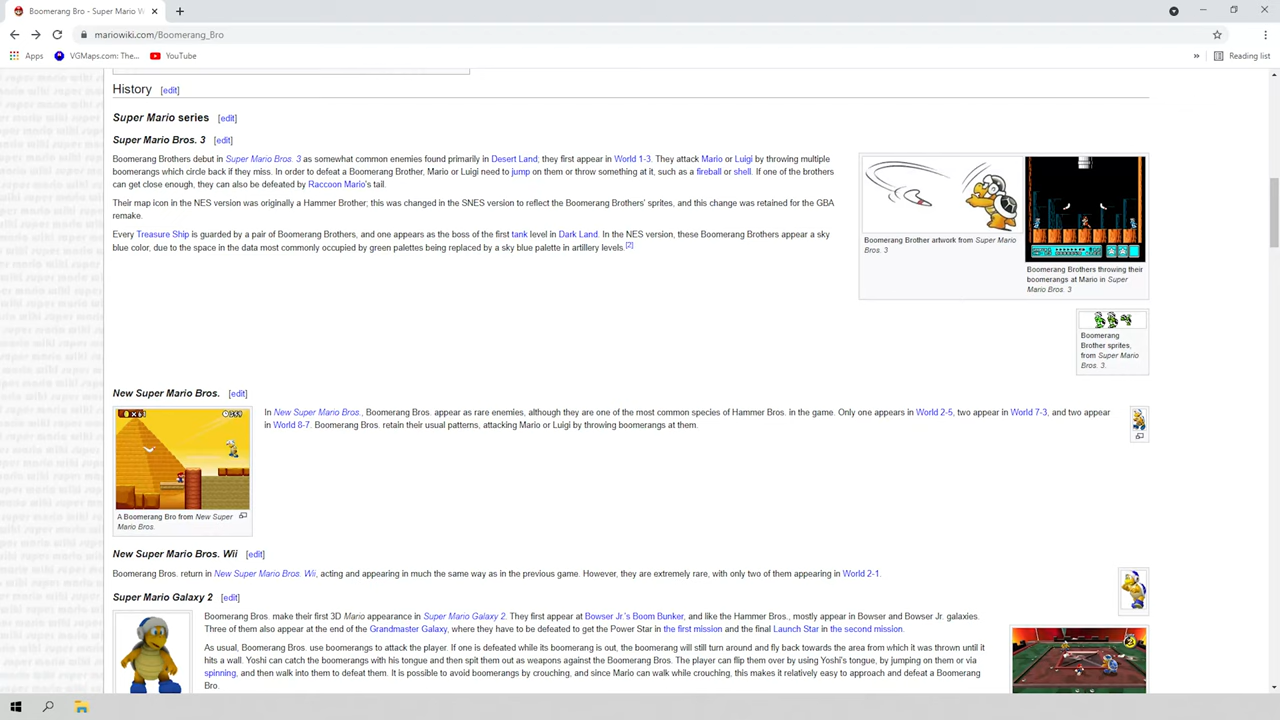 Boomerang Bro - Super Mario W
mariowiki.com/Boomerang_Bro
Apps
VGMaps.com: The...
YouTube
»
Reading list
History [edit]
Super Mario series [edit]
Super Mario Bros. 3 [edit]
Boomerang Brothers debut in Super Mario Bros. 3 as somewhat common enemies found primarily in Desert Land; they first appear in World 1-3. They attack Mario or Luigi by throwing multiple
boomerangs which circle back if they miss. In order to defeat a Boomerang Brother, Mario or Luigi need to jump on them or throw something at it, such as a fireball or shell. If one of the brothers
can get close enough, they can also be defeated by Raccoon Mario's tail.
Their map icon in the NES version was originally a Hammer Brother; this was changed in the SNES version to reflect the Boomerang Brothers' sprites, and this change was retained for the GBA
remake.
Every Treasure Ship is guarded by a pair of Boomerang Brothers, and one appears as the boss of the first tank level in Dark Land. In the NES version, these Boomerang Brothers appear a sky
blue color, due to the space in the data most commonly occupied by green palettes being replaced by a sky blue palette in artillery levels.[2]
Boomerang Brother artwork from Super Mario
Bros. 3
Boomerang Brothers throwing their
boomerangs at Mario in Super
Mario Bros. 3
Boomerang
Brother sprites,
from Super Mario
Bros. 3.
New Super Mario Bros. [edit]
In New Super Mario Bros., Boomerang Bros. appear as rare enemies, although they are one of the most common species of Hammer Bros. in the game. Only one appears in World 2-5, two appear in World 7-3, and two appear
in World 8-7. Boomerang Bros. retain their usual patterns, attacking Mario or Luigi by throwing boomerangs at them.
A Boomerang Bro from New Super
Mario Bros.
New Super Mario Bros. Wii [edit]
Boomerang Bros. return in New Super Mario Bros. Wii, acting and appearing in much the same way as in the previous game. However, they are extremely rare, with only two of them appearing in World 2-1.
Super Mario Galaxy 2 [edit]
Boomerang Bros. make their first 3D Mario appearance in Super Mario Galaxy 2. They first appear at Bowser Jr.'s Boom Bunker, and like the Hammer Bros., mostly appear in Bowser and Bowser Jr. galaxies.
Three of them also appear at the end of the Grandmaster Galaxy, where they have to be defeated to get the Power Star in the first mission and the final Launch Star in the second mission.
As usual, Boomerang Bros. use boomerangs to attack the player. If one is defeated while its boomerang is out, the boomerang will still turn around and fly back towards the area from which it was thrown until it
hits a wall. Yoshi can catch the boomerangs with his tongue and then spit them out as weapons against the Boomerang Bros. The player can flip them over by using Yoshi's tongue, by jumping on them or via
spinning, and then walk into them to defeat them. It is possible to avoid boomerangs by crouching, and since Mario can walk while crouching, this makes it relatively easy to approach and defeat a Boomerang
Bro.